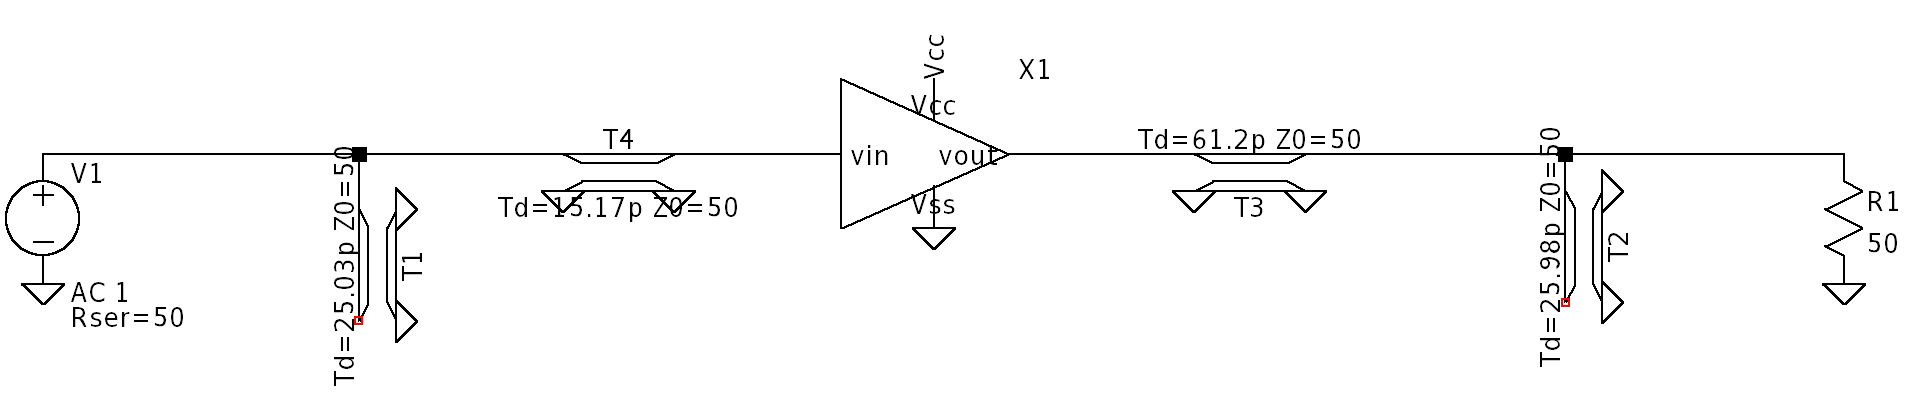 V1
AC 1
Rser=50
Td=25.03p Z0=50
T1
T4
Td=15.17p Z0=50
Vcc
X1
Vcc
vin
vout
Vss
Td=61.2p Z0=50
T3
Td=25.98p Z0=50
T2
R1
50